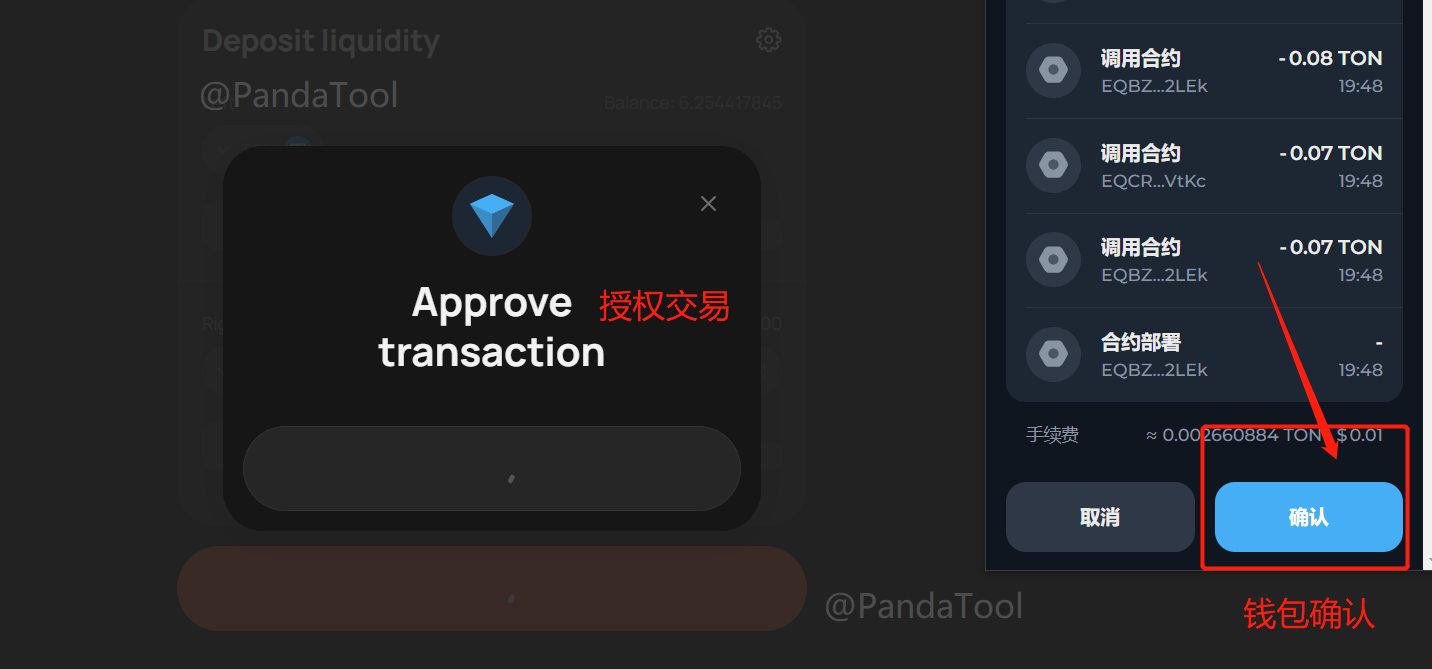 Deposit liquidity
@PandaTool
Balance: 6.254417845
Approve
transaction
授权交易
调用合约
-0.08 TON
EQBZ...2LEk
19:48
调用合约
-0.07 TON
EQCR...VtKc
19:48
调用合约
-0.07 TON
EQBZ...2LEk
19:48
合约部署
-
EQBZ...2LEk
19:48
手续费
≈ 0.002660884 TON
$0.01
取消
确认
@PandaTool
钱包确认